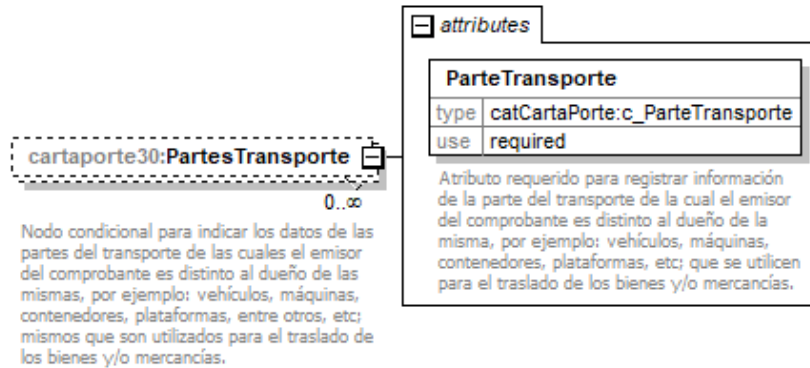 attributes
ParteTransporte
type catCartaPorte:c_ParteTransporte
use required
cartaporte30:PartesTransporte
0..∞
Atributo requerido para registrar información
de la parte del transporte de la cual el emisor
del comprobante es distinto al dueño de la
misma, por ejemplo: vehículos, máquinas,
contenedores, plataformas, etc; que se utilicen
para el traslado de los bienes y/o mercancías.
Nodo condicional para indicar los datos de las
partes del transporte de las cuales el emisor
del comprobante es distinto al dueño de las
mismas, por ejemplo: vehículos, máquinas,
contenedores, plataformas, entre otros, etc;
mismos que son utilizados para el traslado de
los bienes y/o mercancías.